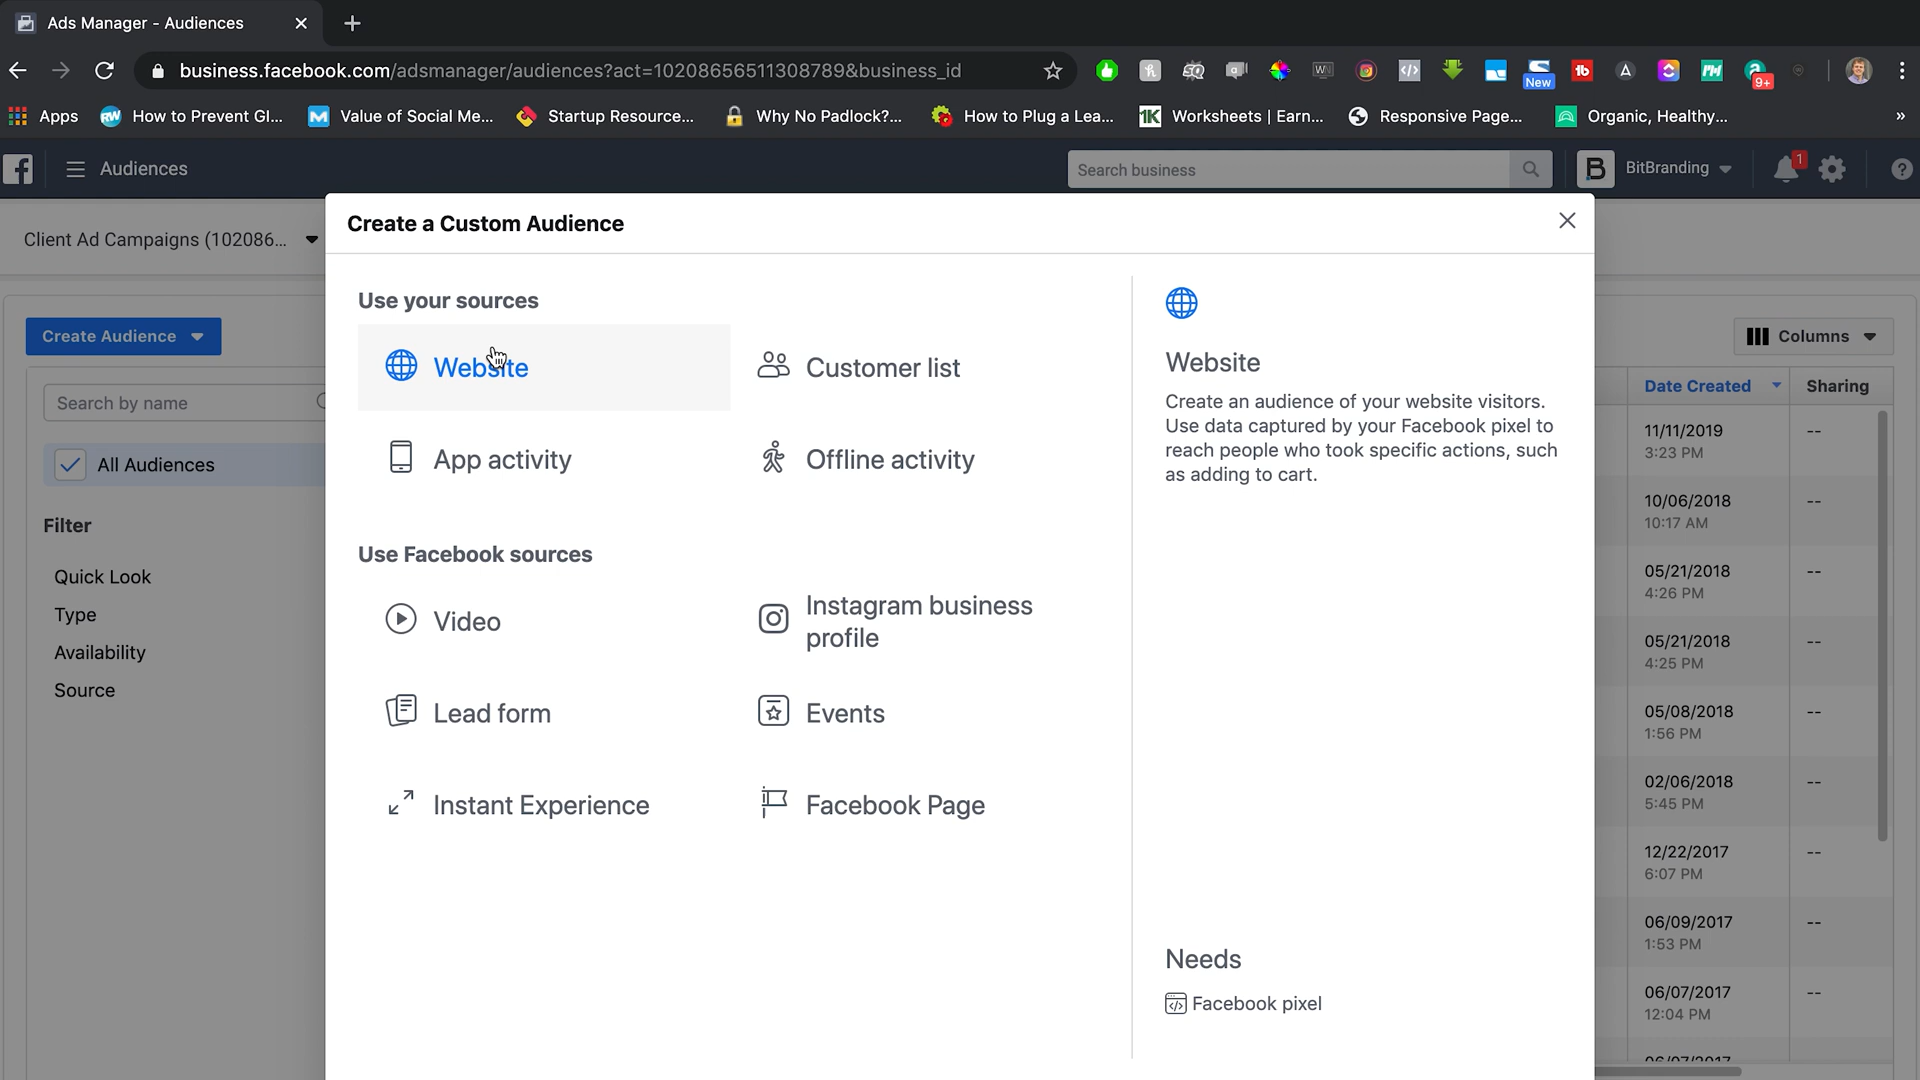 Ads Manager - Audiences
business.facebook.com/adsmanager/audiences?act=10208656511308789&business_id
New
9+
Apps
How to Prevent Gl...
Value of Social Me...
Startup Resource...
Why No Padlock?...
How to Plug a Lea...
1K
Worksheets | Earn...
Responsive Page...
Organic, Healthy...
»
Audiences
Search business
B
BitBranding
1
Client Ad Campaigns (102086...
Create a Custom Audience
Create Audience
Search by name
All Audiences
Filter
Quick Look
Type
Availability
Source
Use your sources
Website
Customer list
App activity
Offline activity
Use Facebook sources
Video
Instagram business
profile
Lead form
Events
Instant Experience
Facebook Page
Website
Create an audience of your website visitors.
Use data captured by your Facebook pixel to
reach people who took specific actions, such
as adding to cart.
Needs
Facebook pixel
Columns
Date Created
Sharing
11/11/2019
3:23 PM
--
10/06/2018
10:17 AM
--
05/21/2018
4:26 PM
--
05/21/2018
4:25 PM
--
05/08/2018
1:56 PM
--
02/06/2018
5:45 PM
--
12/22/2017
6:07 PM
--
06/09/2017
1:53 PM
--
06/07/2017
12:04 PM
--
06/07/2017